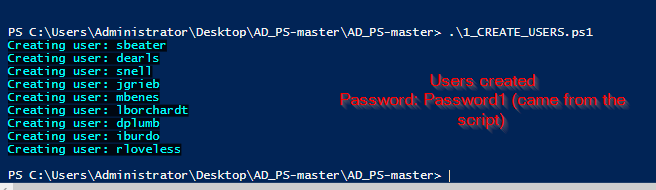 PS C:\Users\Administrator\Desktop\AD_PS-master\AD_PS-master> .\1_CREATE_USERS.ps1
Creating user: sbeater
Creating user: dearls
Creating user: snell
Creating user: jgrieb
Creating user: mbenes
Creating user: lborchardt
Creating user: dplumb
Creating user: iburdo
Creating user: rloveless
Users created
Password: Password1 (came from the
script)
PS C:\Users\Administrator\Desktop\AD_PS-master\AD_PS-master>